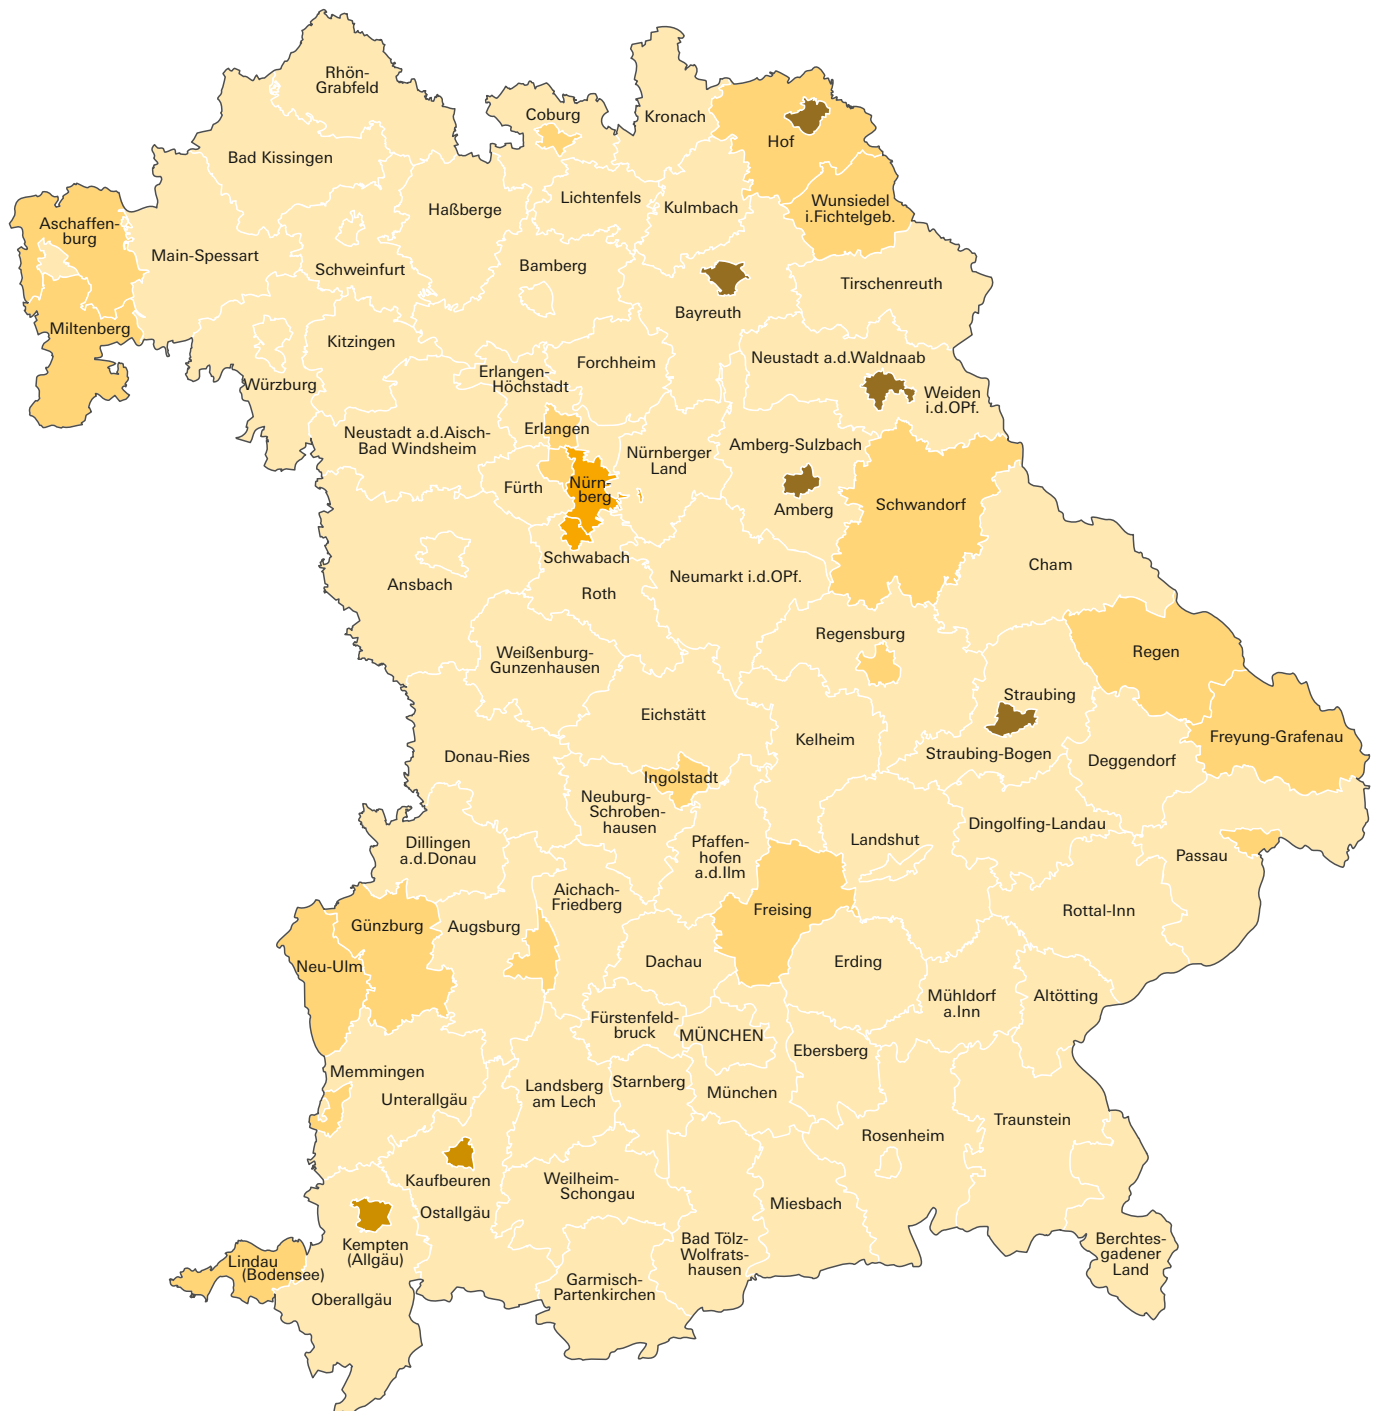 Rhön-
Grabfeld
Coburg
Kronach
Hof
Bad Kissingen
Haßberge
Lichtenfels
Kulmbach
Wunsiedel
i.Fichtelgeb.
Aschaffen-
burg
Main-Spessart
Schweinfurt
Bamberg
Tirschenreuth
Bayreuth
Miltenberg
Kitzingen
Würzburg
Erlangen-
Höchstadt
Forchheim
Neustadt a.d.Waldnaab
Weiden
i.d.OPf.
Neustadt a.d.Aisch-
Bad Windsheim
Erlangen
Nürnberger
Land
Amberg-Sulzbach
Fürth
Nürn-
berg
Amberg
Schwandorf
Schwabach
Ansbach
Roth
Neumarkt i.d.OPf.
Cham
Weißenburg-
Gunzenhausen
Regensburg
Regen
Straubing
Eichstätt
Kelheim
Freyung-Grafenau
Donau-Ries
Straubing-Bogen
Deggendorf
Ingolstadt
Neuburg-
Schroben-
hausen
Dillingen
a.d.Donau
Pfaffen-
hofen
a.d.Ilm
Landshut
Dingolfing-Landau
Passau
Aichach-
Friedberg
Freising
Rottal-Inn
Günzburg
Augsburg
Neu-Ulm
Dachau
Erding
Mühldorf
a.Inn
Altötting
Fürstenfeld-
bruck
MÜNCHEN
Ebersberg
Memmingen
Unterallgäu
Landsberg
am Lech
Starnberg
München
Traunstein
Rosenheim
Kaufbeuren
Weilheim-
Schongau
Miesbach
Ostallgäu
Kempten
(Allgäu)
Bad Tölz-
Wolfrats-
hausen
Berchtes-
gadener
Land
Lindau
(Bodensee)
Garmisch-
Partenkirchen
Oberallgäu